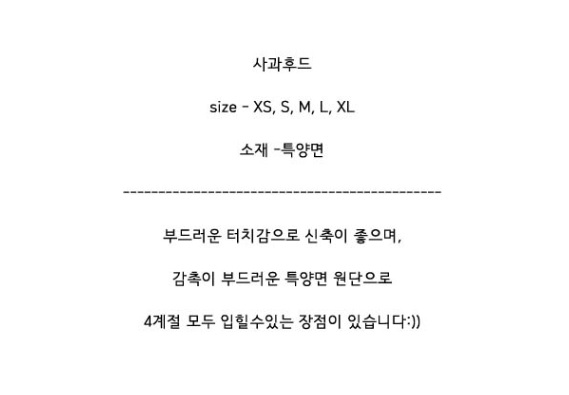 사과후드
size - XS, S, M, L, XL
소재 -특양면
---------------------------------------------
부드러운 터치감으로 신축이 좋으며,
감촉이 부드러운 특양면 원단으로
4계절 모두 입힐수있는 장점이 있습니다:))